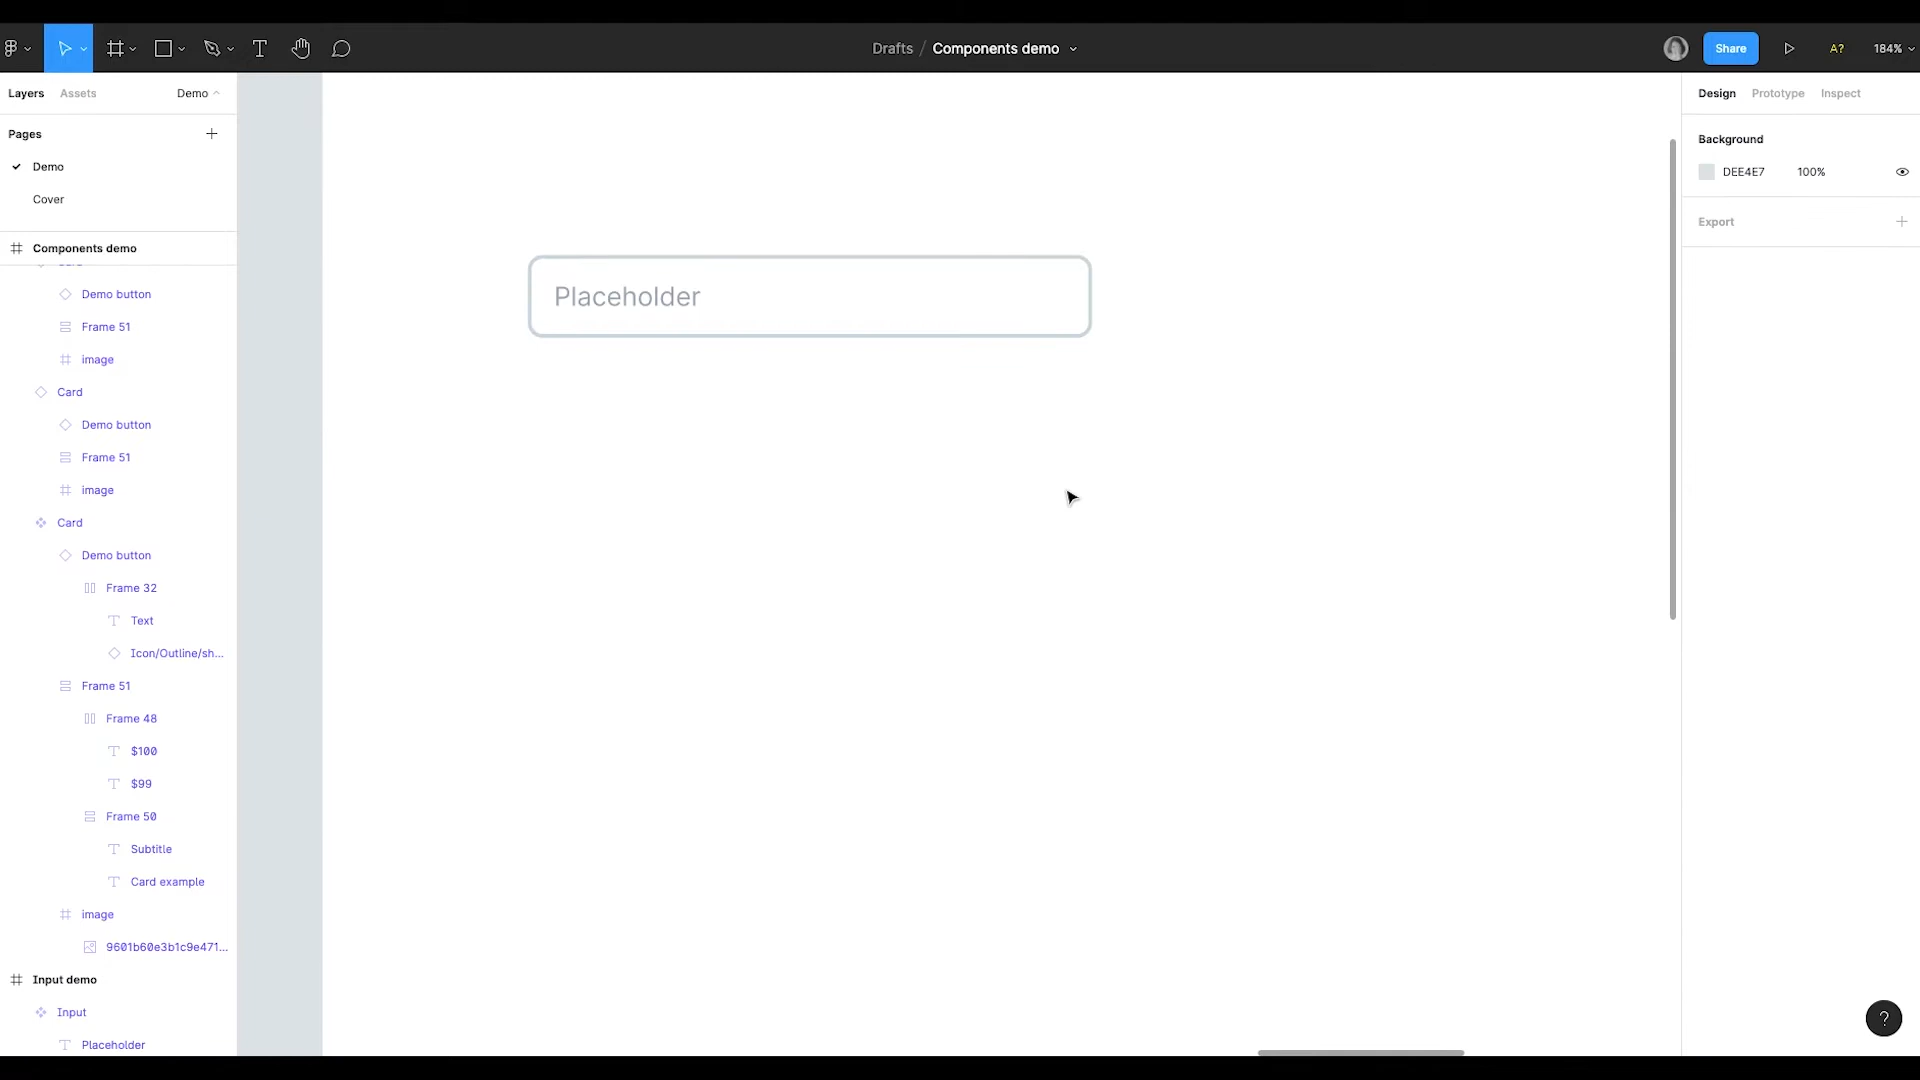 Drafts / Components demo
Share
A?
184%
Layers
Assets
Demo
Pages
Demo
Cover
Components demo
Demo button
Frame 51
image
Card
Demo button
Frame 51
image
Card
Demo button
Frame 32
Text
Icon/Outline/sh...
Frame 51
Frame 48
$100
$99
Frame 50
Subtitle
Card example
image
9601b60e3b1c9e471...
Input demo
Input
Placeholder
Placeholder
Design
Prototype
Inspect
Background
DEE4E7
100%
Export
?